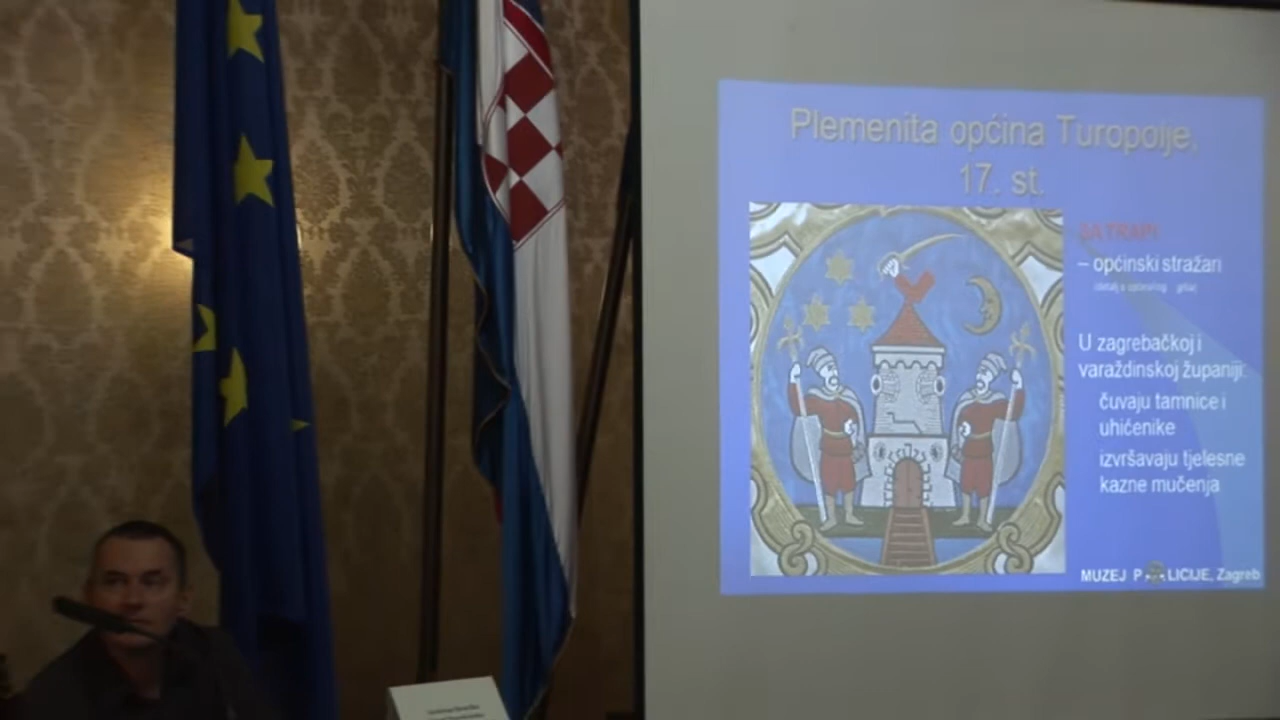 Plemenita općina Turopolje,
17. st.
SATRAPI
– općinski stražari
U zagrebačkoj i
varaždinskoj županiji:
čuvaju tamnice i
uhićenike
izvršavaju tjelesne
kazne mučenja
MUZEJ P LICIJE, Zagreb